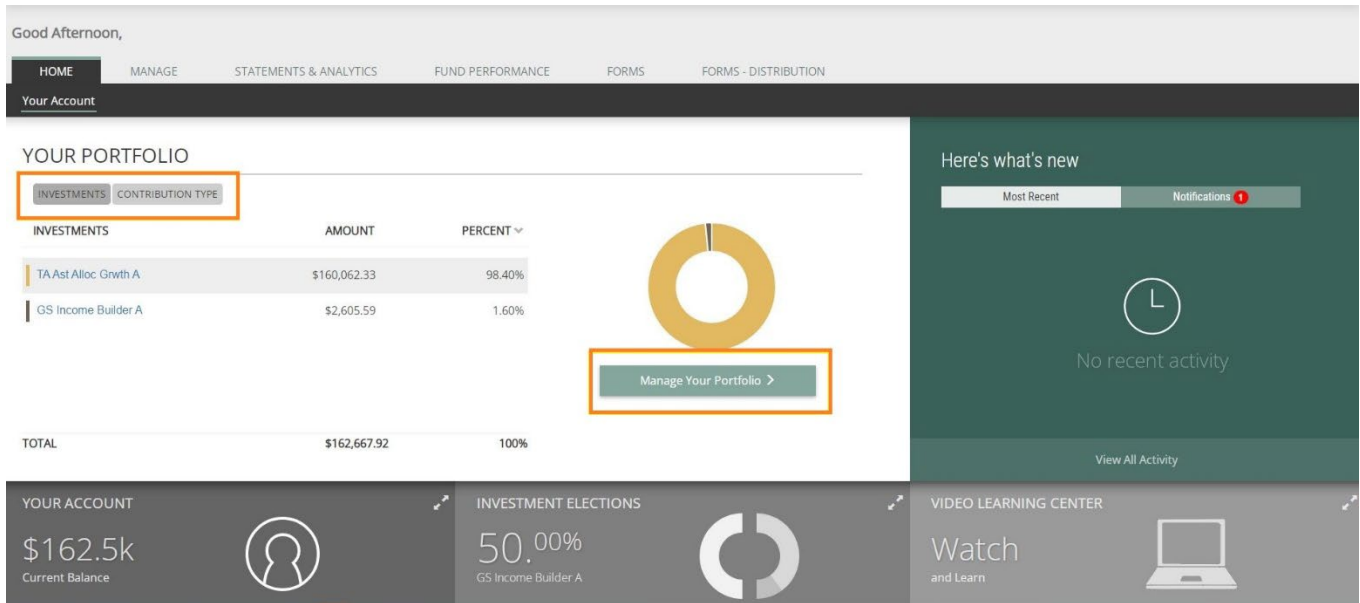 Good Afternoon,
HOME MANAGE STATEMENTS & ANALYTICS FUND PERFORMANCE FORMS FORMS - DISTRIBUTION
Your Account
YOUR PORTFOLIO
INVESTMENTS CONTRIBUTION TYPE
INVESTMENTS AMOUNT PERCENT
TA Ast Alloc Grwth A $160,062.33 98.40%
GS Income Builder A $2,605.59 1.60%
Manage Your Portfolio >
TOTAL $162,667.92 100%
Here's what's new
Most Recent Notifications 1
No recent activity
View All Activity
YOUR ACCOUNT
$162.5k
Current Balance
INVESTMENT ELECTIONS
50.00%
GS Income Builder A
VIDEO LEARNING CENTER
Watch
and Learn